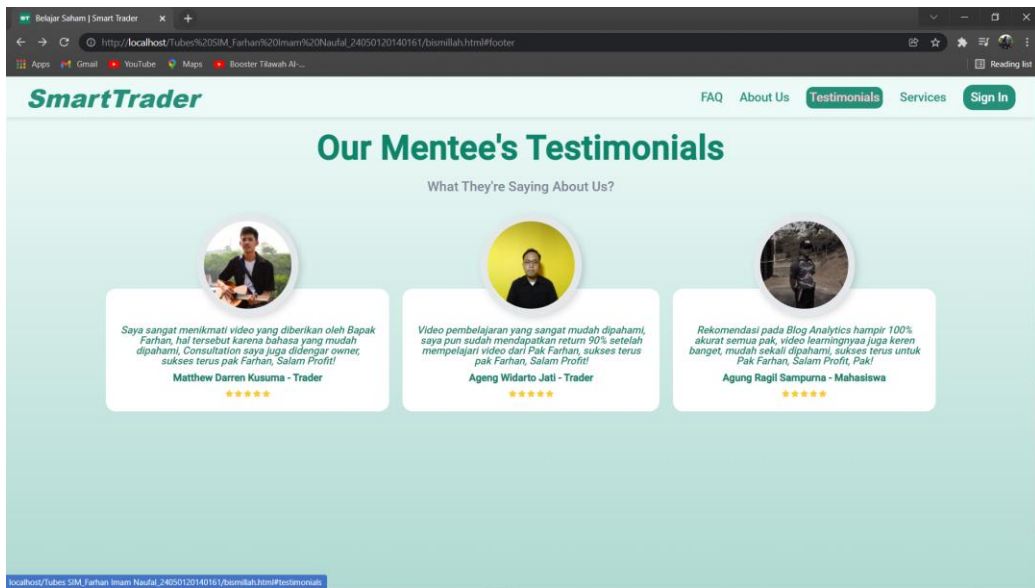 Belajar Saham | Smart Trader
http://localhost/Tubes%20SIM_Farhan%20Imam%20Naufal_24050120140161/bismillah.html#footer
Apps Gmail YouTube Maps Booster Tilawah Al-... Reading list
SmartTrader FAQ About Us Testimonials Services Sign In
Our Mentee's Testimonials
What They're Saying About Us?
Saya sangat menikmati video yang diberikan oleh Bapak
Farhan, hal tersebut karena bahasa yang mudah
dipahami, Consultation saya juga didengar owner,
sukses terus pak Farhan, Salam Profit!
Matthew Darren Kusuma - Trader
Video pembelajaran yang sangat mudah dipahami,
saya pun sudah mendapatkan return 90% setelah
mempelajari video dari Pak Farhan, sukses terus
pak Farhan, Salam Profit!
Ageng Widarto Jati - Trader
Rekomendasi pada Blog Analytics hampir 100%
akurat semua pak, video learningnyaa juga keren
banget, mudah sekali dipahami, sukses terus untuk
Pak Farhan, Salam Profit, Pak!
Agung Ragil Sampurna - Mahasiswa
localhost/Tubes SIM_Farhan Imam Naufal_24050120140161/bismillah.html#testimonials